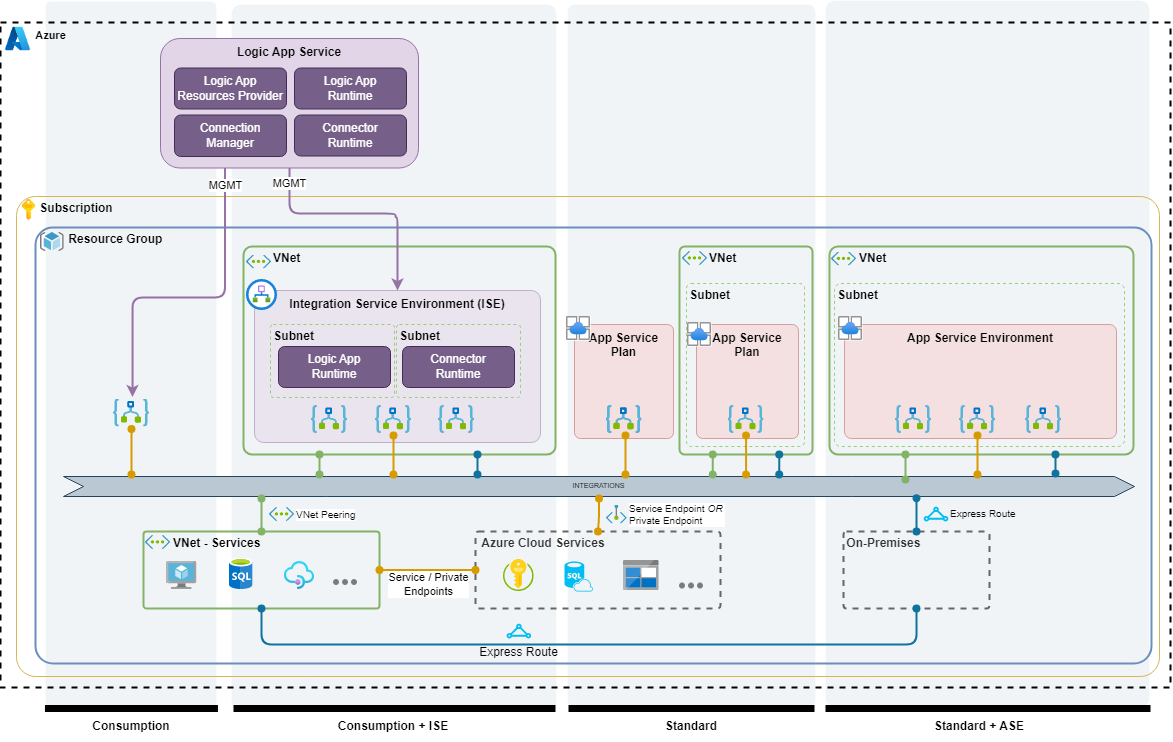 Azure
Logic App Service
Logic App
Resources Provider
Logic App
Runtime
Connection
Manager
Connector
Runtime
MGMT
MGMT
Subscription
Resource Group
VNet
Integration Service Environment (ISE)
Subnet
Logic App
Runtime
Subnet
Connector
Runtime
App Service
Plan
VNet
Subnet
App Service
Plan
VNet
Subnet
App Service Environment
INTEGRATIONS
VNet Peering
Service Endpoint OR
Private Endpoint
Express Route
VNet - Services
SQL
Service / Private
Endpoints
Azure Cloud Services
SQL
On-Premises
Express Route
Consumption
Consumption + ISE
Standard
Standard + ASE